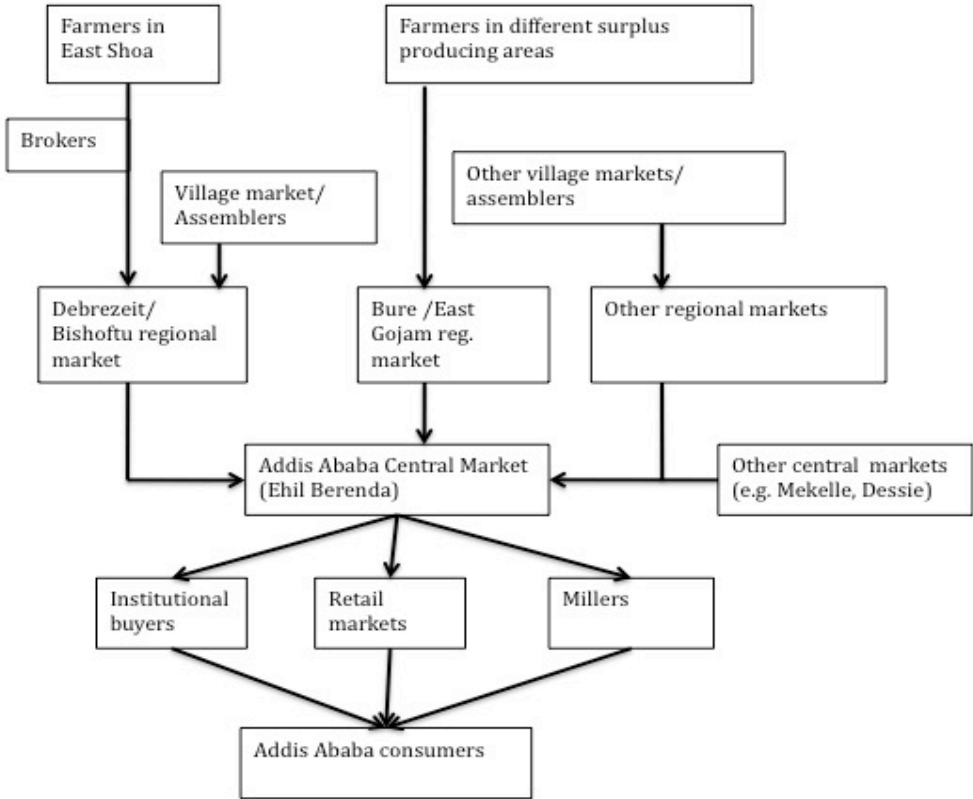 Farmers in
East Shoa
Farmers in different surplus
producing areas
Brokers
Village market/
Assemblers
Other village markets/
assemblers
Debrezeit/
Bishoftu regional
market
Bure /East
Gojam reg.
market
Other regional markets
Addis Ababa Central Market
(Ehil Berenda)
Other central  markets
(e.g. Mekelle, Dessie)
Institutional
buyers
Retail
markets
Millers
Addis Ababa consumers